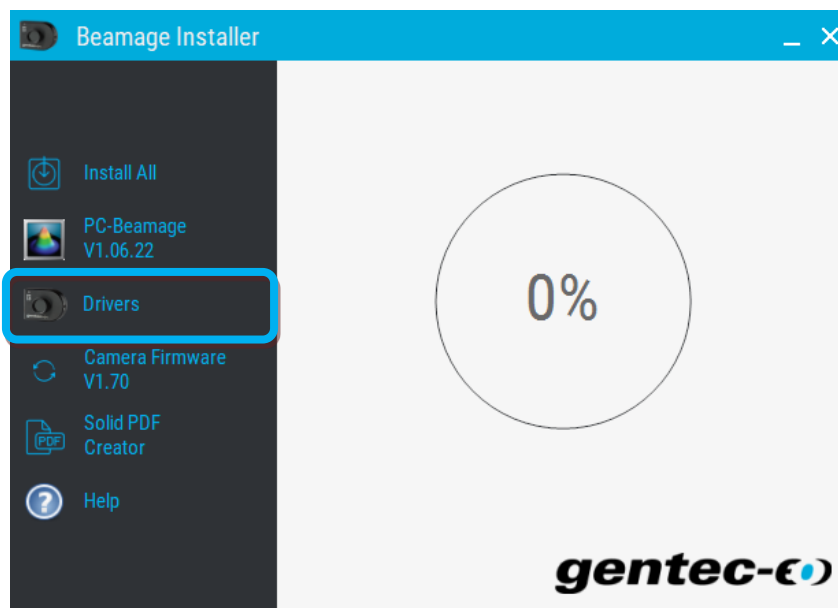 Beamage Installer
Install All
PC-Beamage
V1.06.22
Drivers
Camera Firmware
V1.70
PDF
Solid PDF
Creator
? Help
0%
gentec-EO